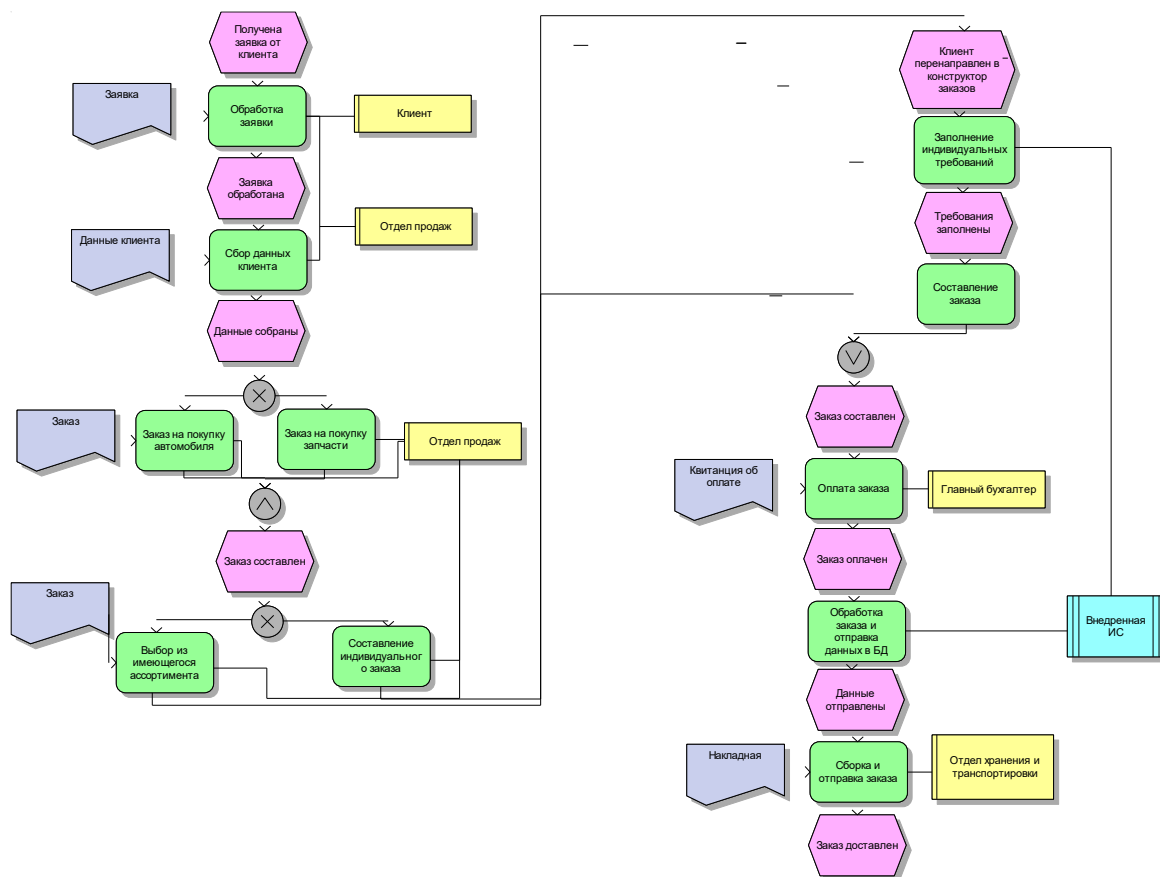 Получена
заявка от
клиента
Заявка
Обработка
заявки
Клиент
Заявка
обработана
Данные клиента
Сбор данных
клиента
Отдел продаж
Данные собраны
Заказ
Заказ на покупку
автомобиля
Заказ на покупку
запчасти
Отдел продаж
Заказ составлен
Заказ
Выбор из
имеющегося
ассортимента
Составление
индивидуальног
о заказа
Клиент
перенаправлен в
конструктор
заказов
Заполнение
индивидуальных
требований
Требования
заполнены
Составление
заказа
Заказ составлен
Квитанция об
оплате
Оплата заказа
Главный бухгалтер
Заказ оплачен
Обработка
заказа и
отправка
данных в БД
Внедренная
ИС
Данные
отправлены
Накладная
Сборка и
отправка заказа
Отдел хранения и
транспортировки
Заказ доставлен